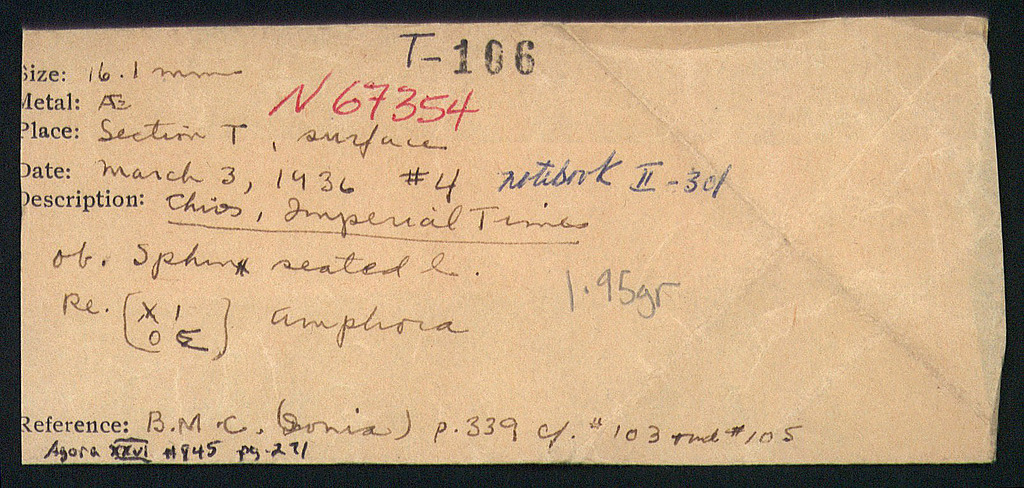 T-106
Size: 16.1 mm
Metal: Æ
N 67354
Place: Section T, surface
Date: March 3, 1936 #4 notebook II-3
Description: Chios, Imperial Times
ob. Sphinx seated l.
1.95gr
Re. [X I
O Σ] amphora
Reference: B.M.C. (Ionia) p.339 cf. #103 and #105
Agora XXVI #945 pg. 271